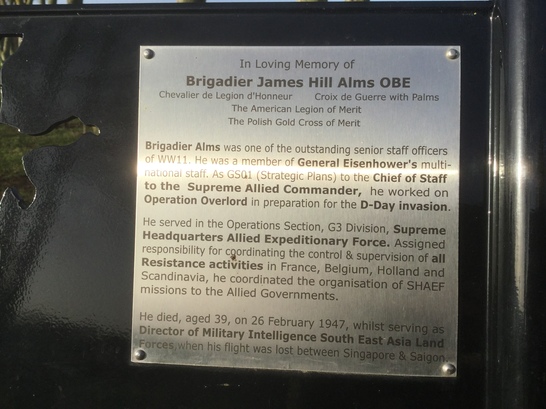 In Loving Memory of
Brigadier James Hill Alms OBE
Chevalier de Legion d'Honneur Croix de Guerre with Palms
The American Legion of Merit
The Polish Gold Cross of Merit
Brigadier Alms was one of the outstanding senior staff officers
of WW11. He was a member of General Eisenhower's multi-
national staff. As GS01 (Strategic Plans) to the Chief of Staff
to the Supreme Allied Commander, he worked on
Operation Overlord in preparation for the D-Day invasion.
He served in the Operations Section, G3 Division, Supreme
Headquarters Allied Expeditionary Force. Assigned
responsibility for coordinating the control & supervision of all
Resistance activities in France, Belgium, Holland and
Scandinavia, he coordinated the organisation of SHAEF
missions to the Allied Governments.
He died, aged 39, on 26 February 1947, whilst serving as
Director of Military Intelligence South East Asia Land
Forces, when his flight was lost between Singapore & Saigon